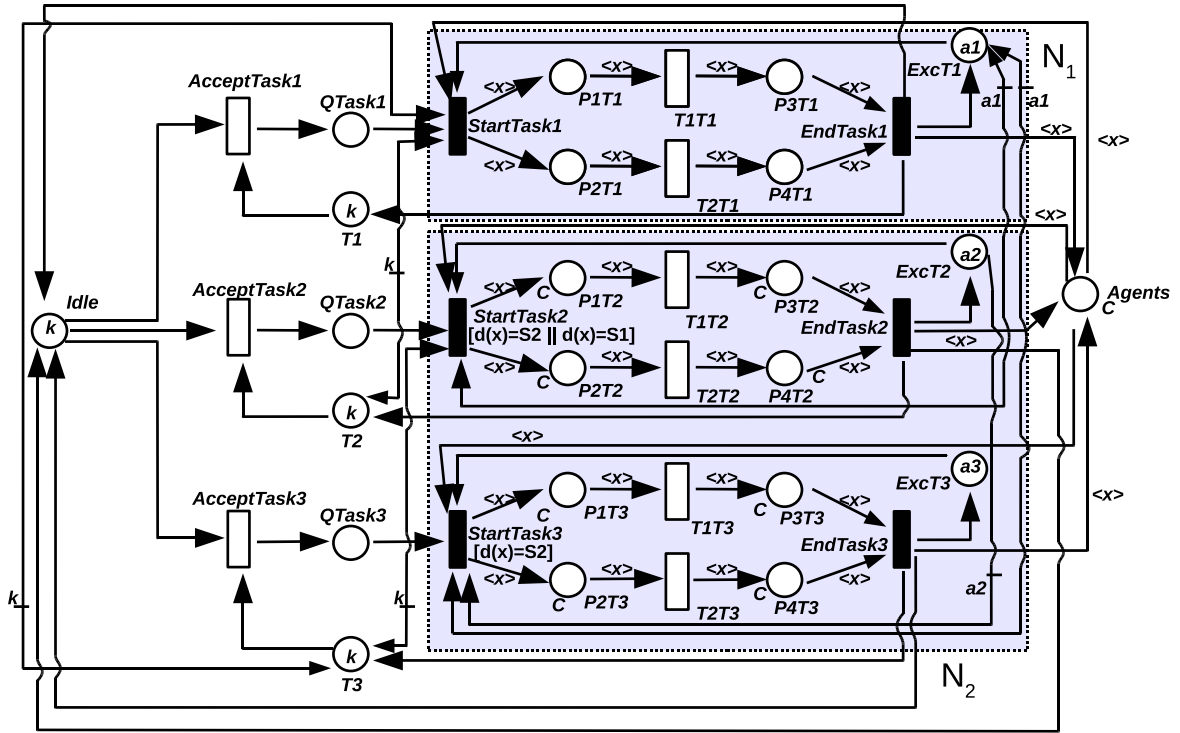 a1
N1
<x>
<x>
<x>
<x>
ExcT1
AcceptTask1
QTask1
<x>
P1T1
P3T1
a1
a1
StartTask1
T1T1
EndTask1
<x>
<x>
<x>
<x>
<x>
<x>
P2T1
P4T1
k
T2T1
<x>
T1
a2
k
<x>
<x>
<x>
<x>
ExcT2
AcceptTask2
Idle
QTask2
C
P1T2
C
P3T2
Agents
C
StartTask2
T1T2
EndTask2
k
[d(x)=S2 || d(x)=S1]
<x>
<x>
<x>
<x>
<x>
C
C
P2T2
T2T2
P4T2
k
T2
<x>
a3
<x>
<x>
<x>
<x>
ExcT3
AcceptTask3
<x>
QTask3
C
P1T3
C
P3T3
StartTask3
T1T3
EndTask3
[d(x)=S2]
<x>
<x>
<x>
<x>
a2
k
k
C
P2T3
C
P4T3
T2T3
k
T3
N2